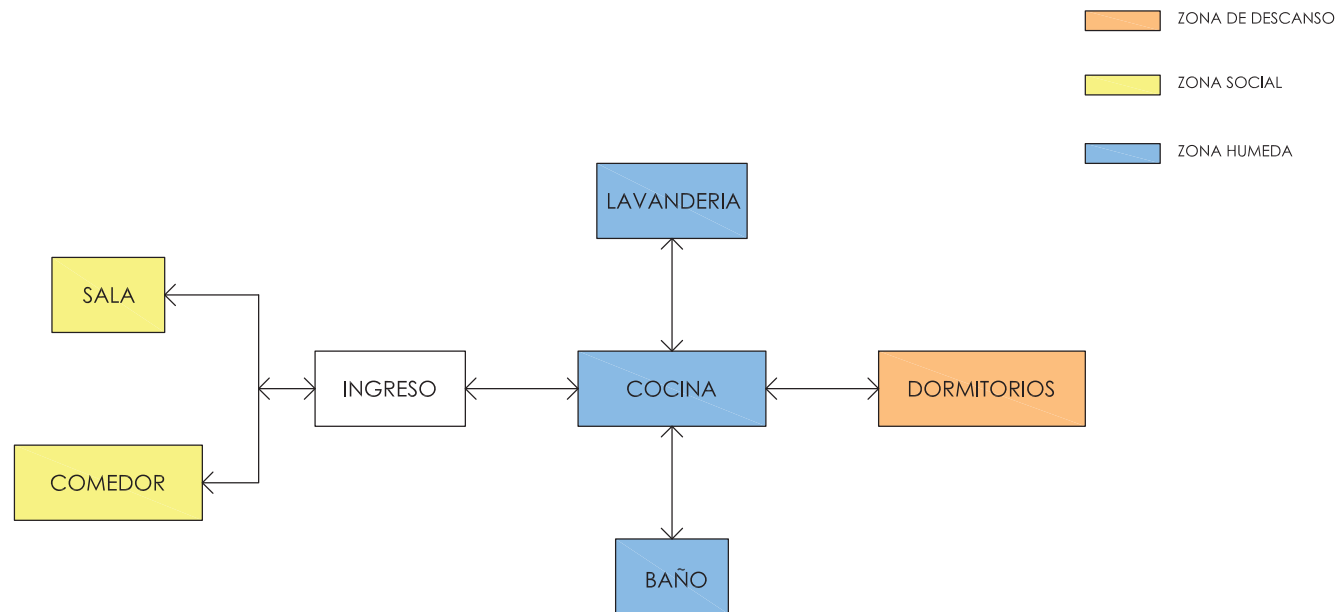 ZONA DE DESCANSO
ZONA SOCIAL
ZONA HUMEDA
LAVANDERIA
SALA
INGRESO
COCINA
DORMITORIOS
COMEDOR
BAÑO